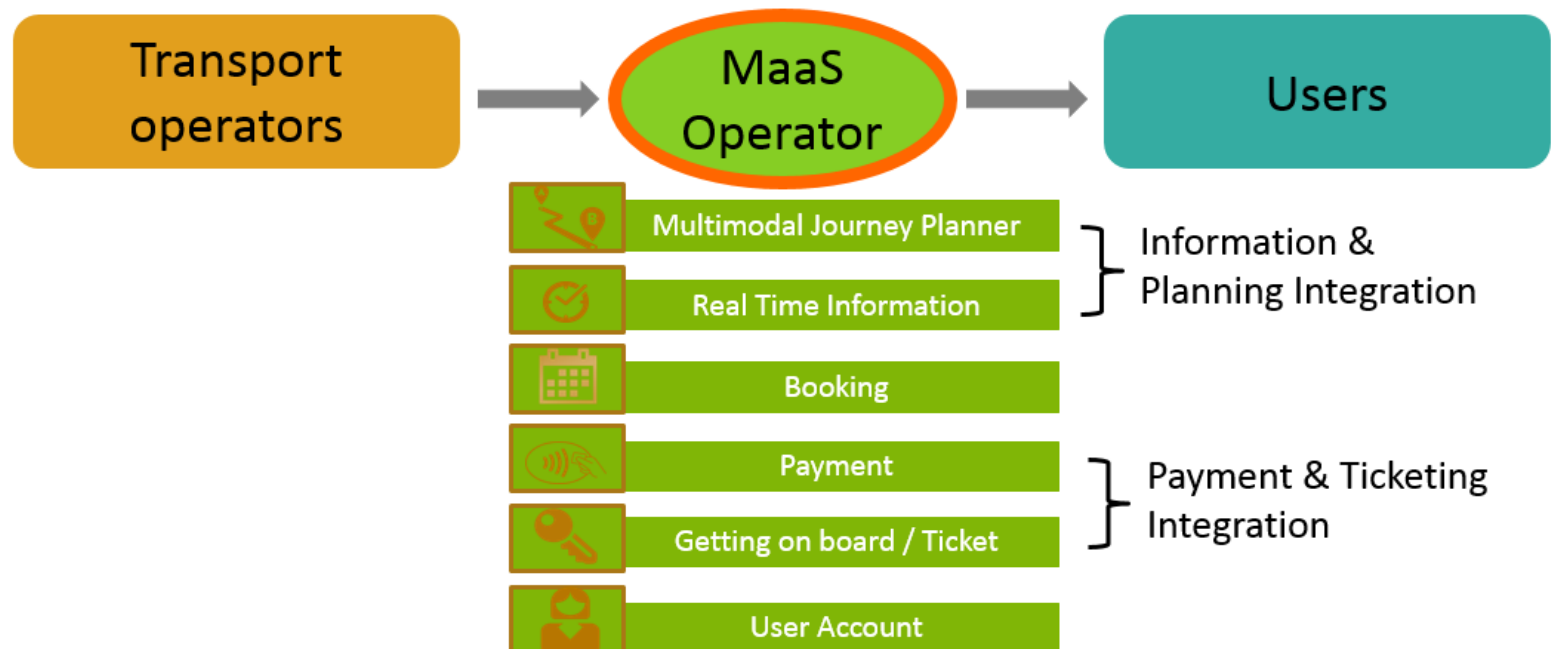 Transport
operators
MaaS
Operator
Users
A
B
Multimodal Journey Planner
Real Time Information
Information &
Planning Integration
Booking
Payment
Getting on board / Ticket
Payment & Ticketing
Integration
User Account